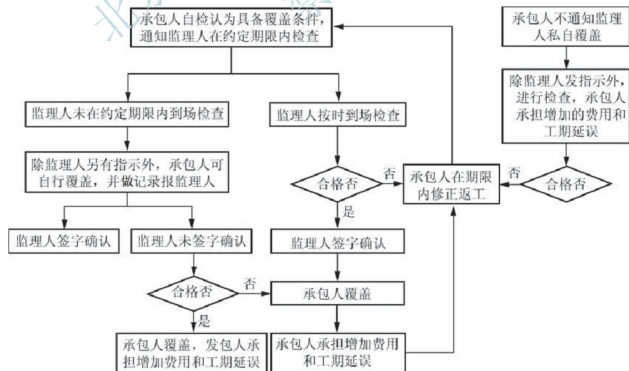 承包人自检认为具备覆盖条件，
通知监理人在约定期限内检查
承包人不通知监理
人私自覆盖
监理人未在约定期限内到场检查
监理人按时到场检查
除监理人发指示外，
进行检查，承包人
承担增加的费用和
工期延误
除监理人另有指示外，承包人可
自行覆盖，并做记录报监理人
合格否
否
承包人在期限
内修正返工
否
合格否
是
监理人签字确认
监理人未签字确认
监理人签字确认
合格否
否
承包人覆盖
是
承包人覆盖，发包人承
担增加费用和工期延误
承包人承担增加费用
和工期延误